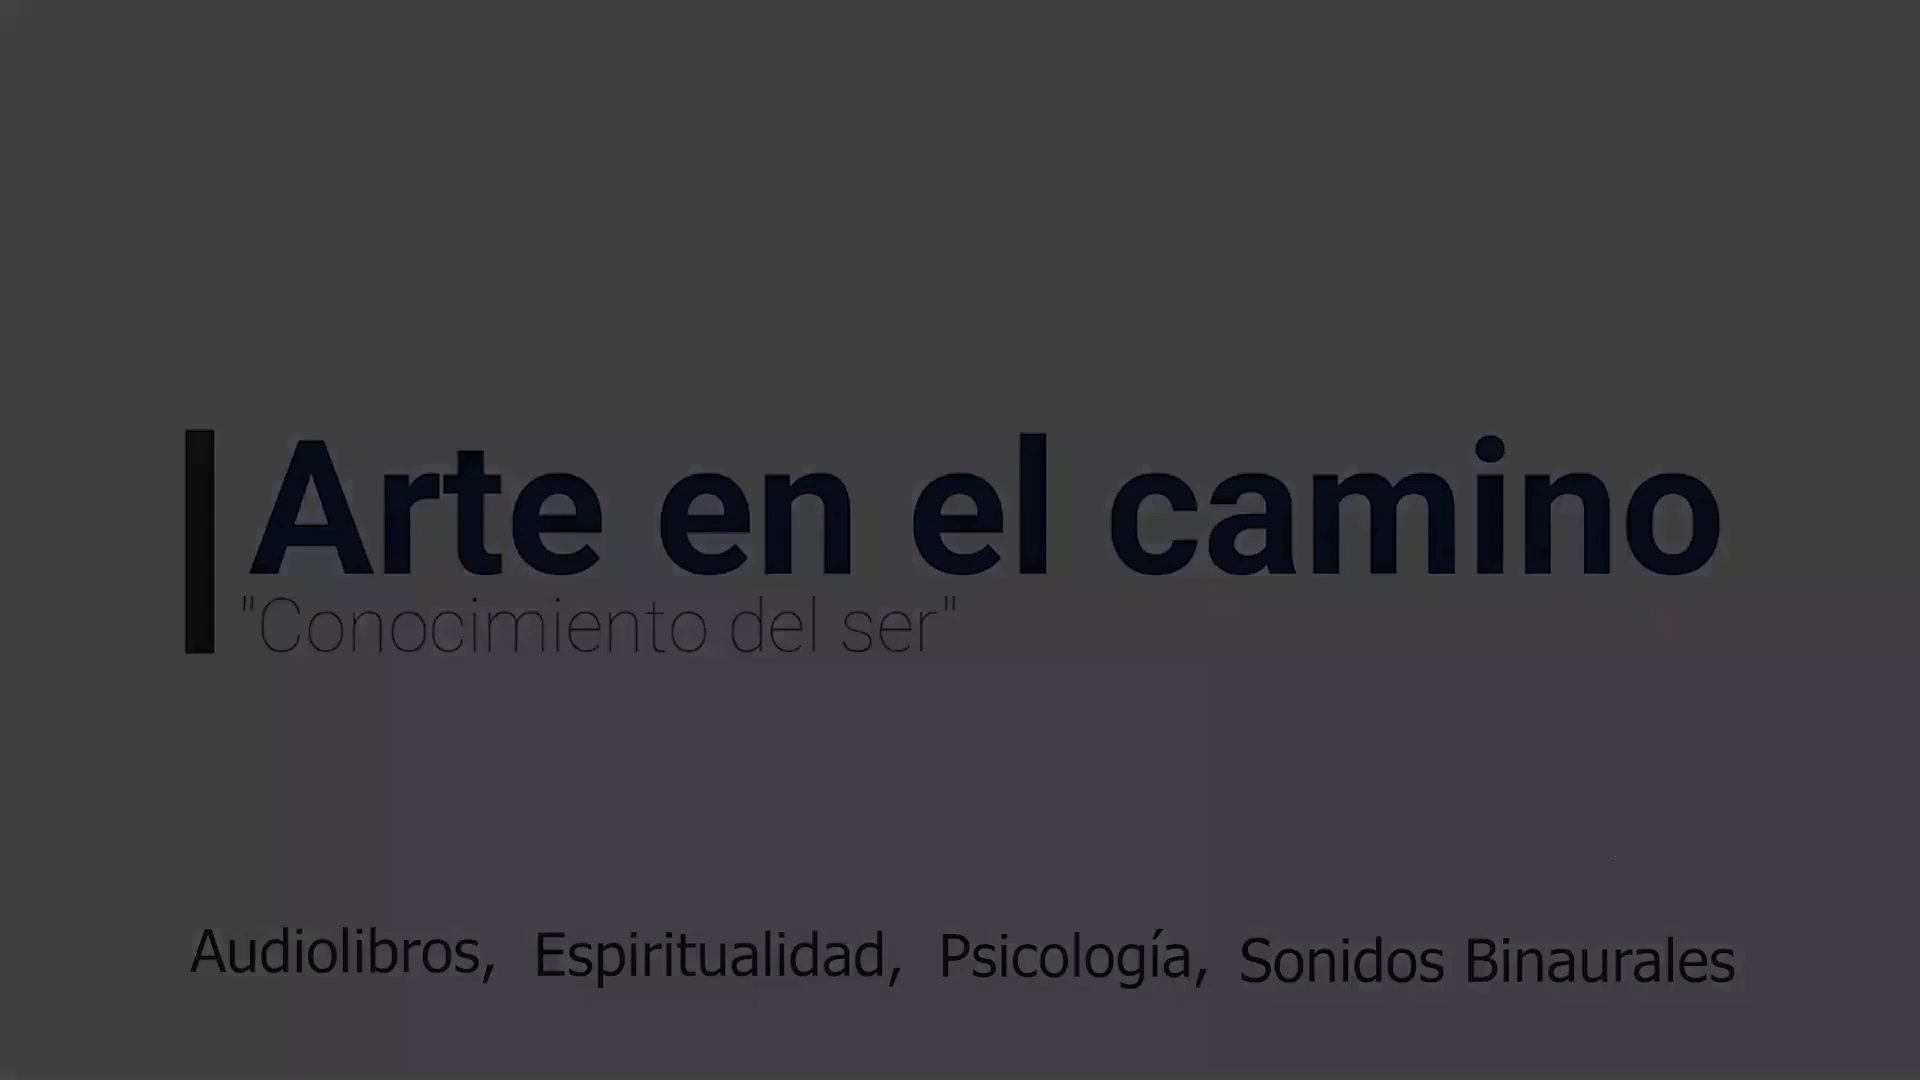 Arte en el camino
"Conocimiento del ser"
Audiolibros, Espiritualidad, Psicología, Sonidos Binaurales